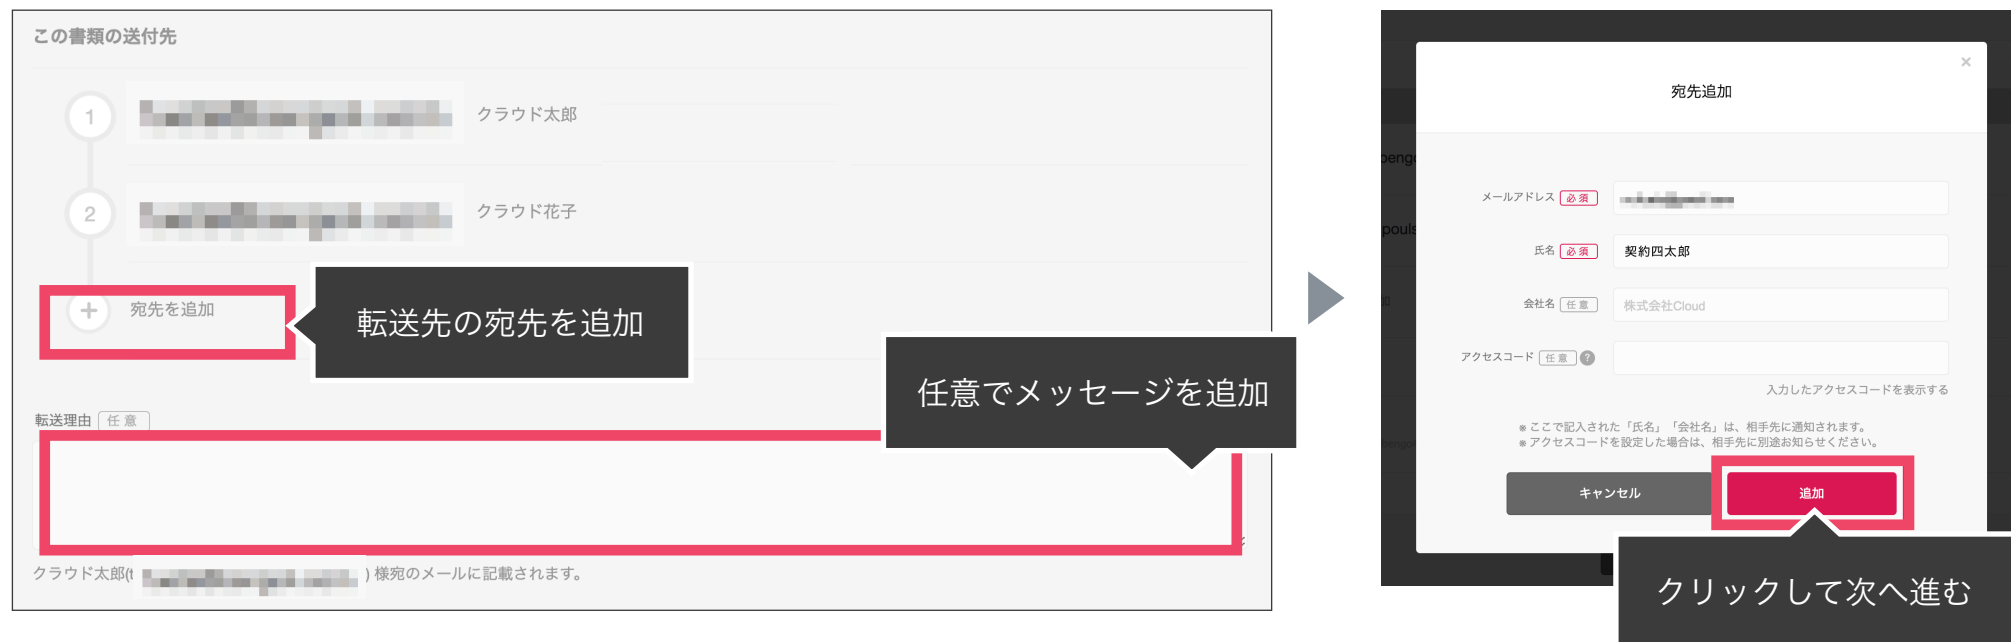 この書類の送付先
1
クラウド太郎
2
クラウド花子
宛先を追加
転送先の宛先を追加
任意でメッセージを追加
転送理由 任意
クラウド太郎(t ) 様宛のメールに記載されます。
×
宛先追加
メールアドレス 必須
氏名 必須 契約四太郎
会社名 任意 株式会社Cloud
アクセスコード 任意 ?
入力したアクセスコードを表示する
※ ここで記入された「氏名」「会社名」は、相手先に通知されます。
※ アクセスコードを設定した場合は、相手先に別途お知らせください。
キャンセル 追加
クリックして次へ進む